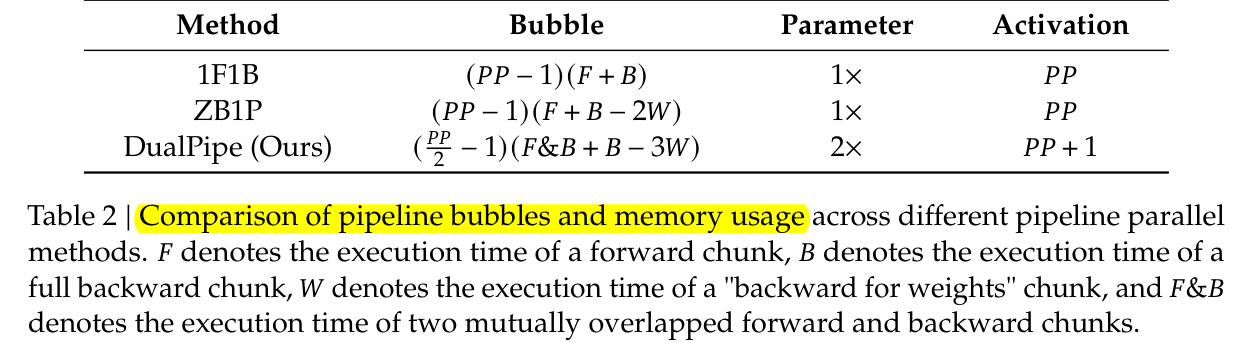 Method Bubble Parameter Activation
1F1B (PP − 1)(F + B) 1× PP
ZB1P (PP − 1)(F + B − 2W) 1× PP
DualPipe (Ours) (PP/2 − 1)(F&B + B − 3W) 2× PP + 1
Table 2 | Comparison of pipeline bubbles and memory usage across different pipeline parallel
methods. F denotes the execution time of a forward chunk, B denotes the execution time of a
full backward chunk, W denotes the execution time of a "backward for weights" chunk, and F&B
denotes the execution time of two mutually overlapped forward and backward chunks.